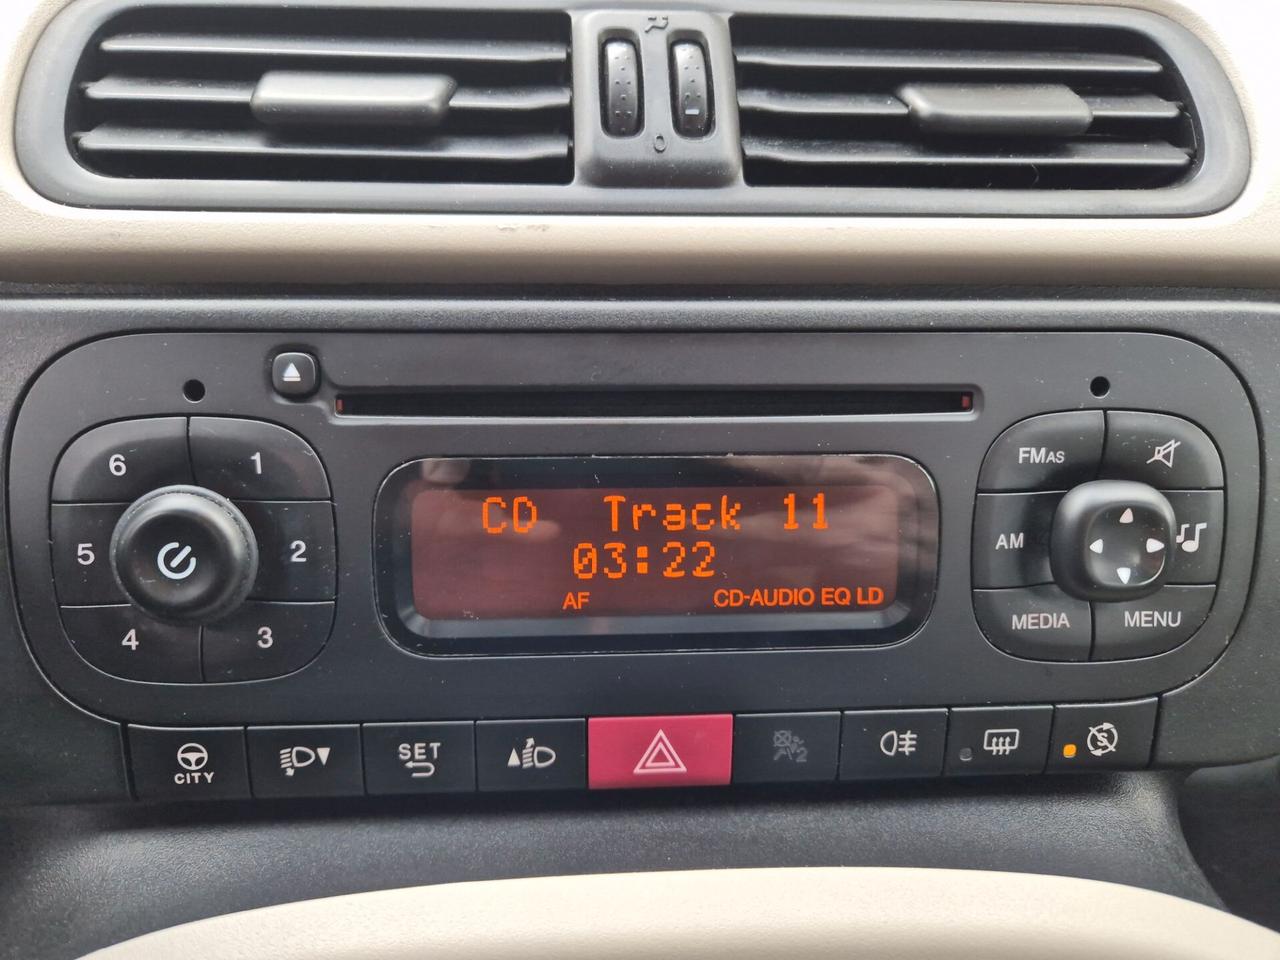 6
1
5
2
4
3
CD Track 11
03:22
AF CD-AUDIO EQ LD
FMAS
AM
MEDIA
MENU
CITY
SET